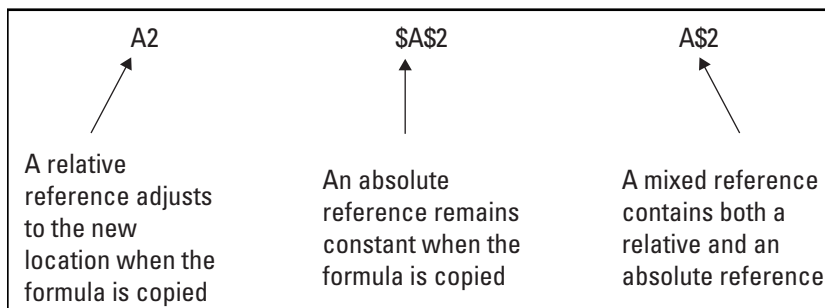 A2
$A$2
A$2
A relative
reference adjusts
to the new
location when the
formula is copied
An absolute
reference remains
constant when the
formula is copied
A mixed reference
contains both a
relative and an
absolute reference